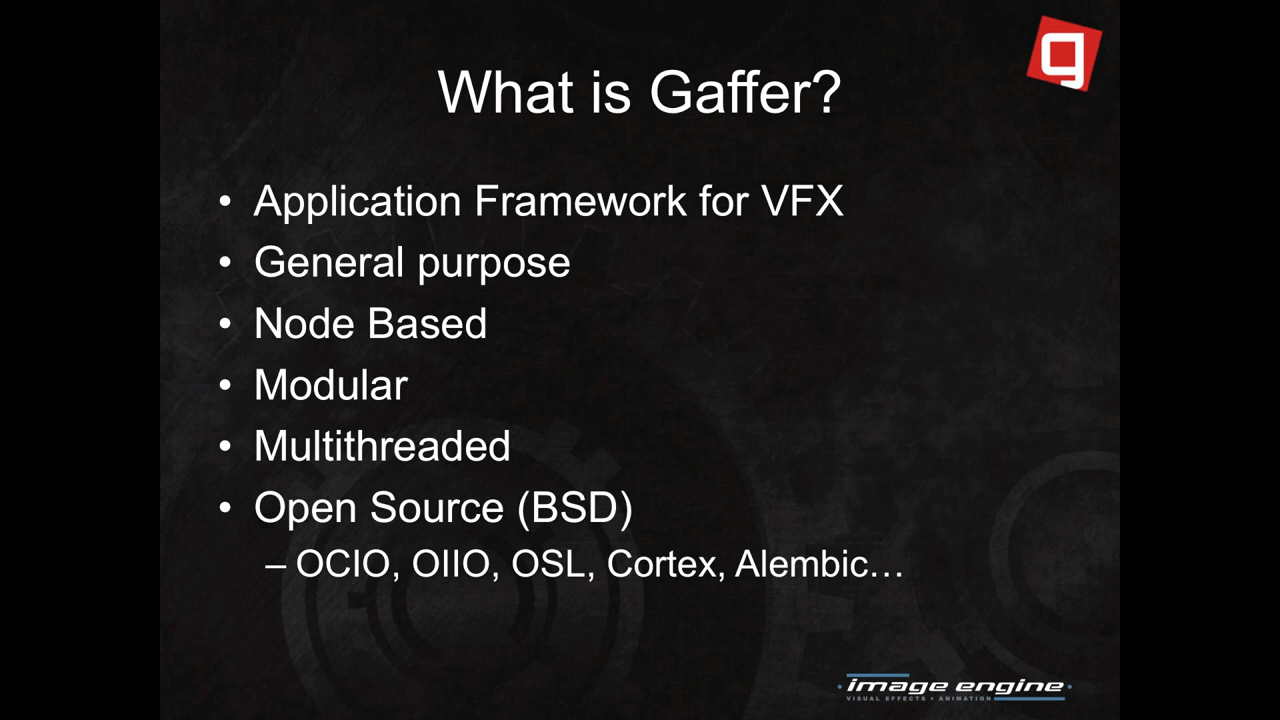 What is Gaffer?
• Application Framework for VFX
• General purpose
• Node Based
• Modular
• Multithreaded
• Open Source (BSD)
– OCIO, OIIO, OSL, Cortex, Alembic…
image engine
VISUAL EFFECTS • ANIMATION